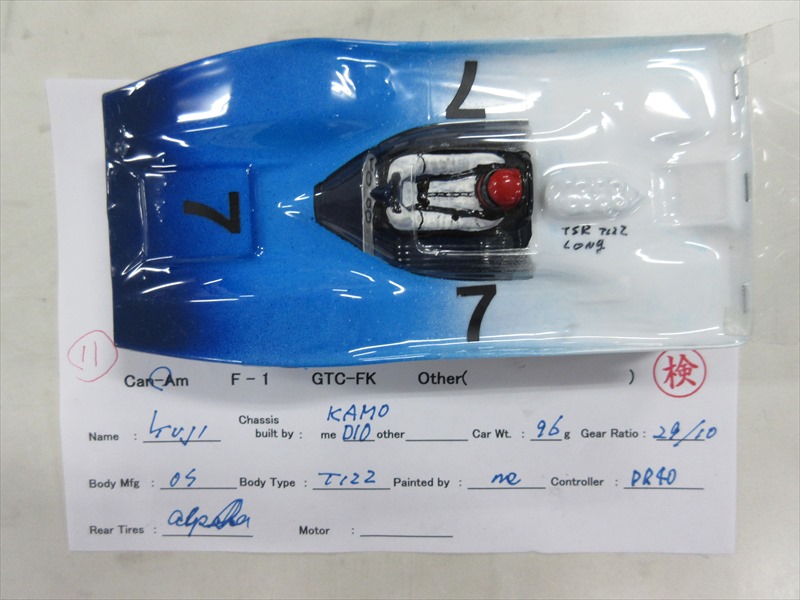 7
7
7
TSR T122
LONG
11
Can-Am F-1 GTC-FK Other( ) 検
Name : Chassis built by : me KAMO DIO other Car Wt. : 96 g Gear Ratio : 29/10
Body Mfg : OS Body Type : T122 Painted by : me Controller : PR40
Rear Tires : alpha Motor :